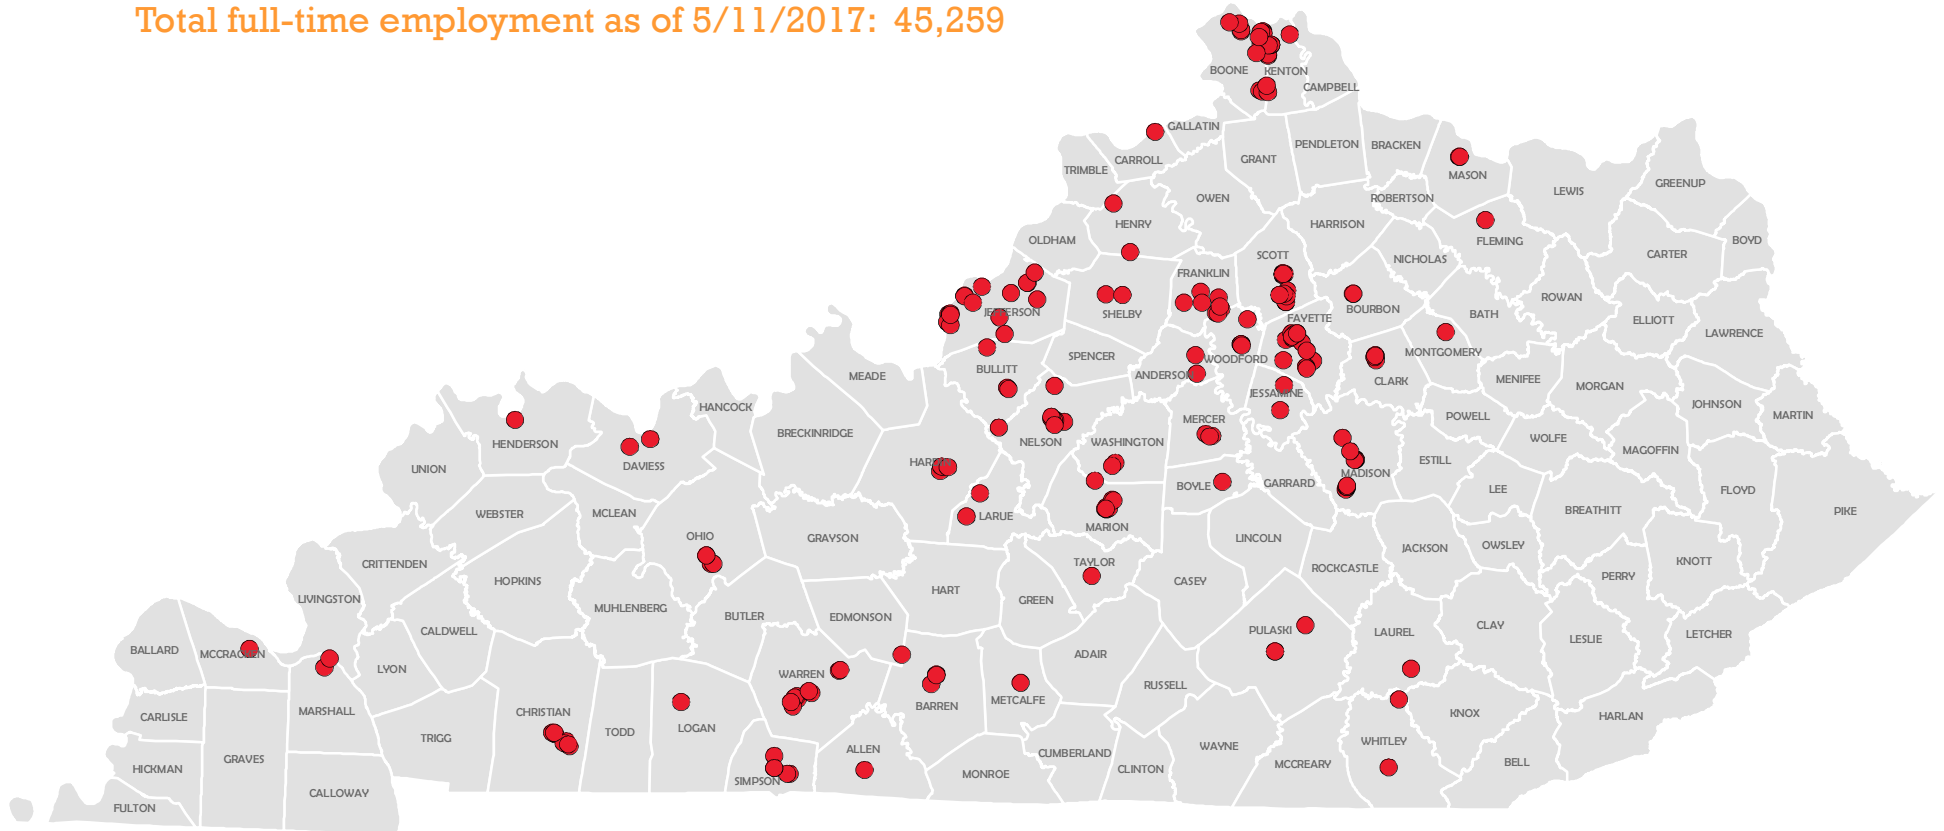 Total full-time employment as of 5/11/2017: 45,259
BOONE
KENTON
CAMPBELL
GALLATIN
CARROLL
TRIMBLE
GRANT
PENDLETON
BRACKEN
MASON
ROBERTSON
LEWIS
GREENUP
OWEN
HENRY
OLDHAM
HARRISON
FLEMING
NICHOLAS
CARTER
BOYD
SCOTT
FRANKLIN
JEFFERSON
SHELBY
BOURBON
FAYETTE
BATH
ROWAN
ELLIOTT
LAWRENCE
SPENCER
WOODFORD
MONTGOMERY
BULLITT
ANDERSON
CLARK
MENIFEE
MORGAN
MEADE
JESSAMINE
HANCOCK
JOHNSON
MARTIN
POWELL
MERCER
BRECKINRIDGE
HENDERSON
NELSON
WASHINGTON
WOLFE
MAGOFFIN
UNION
DAVIESS
HARDIN
ESTILL
MADISON
BOYLE
GARRARD
LEE
FLOYD
BREATHITT
PIKE
WEBSTER
MCLEAN
LARUE
MARION
OHIO
GRAYSON
LINCOLN
JACKSON
OWSLEY
CRITTENDEN
TAYLOR
ROCKCASTLE
KNOTT
PERRY
HOPKINS
CASEY
HART
GREEN
LIVINGSTON
MUHLENBERG
BUTLER
EDMONSON
CALDWELL
PULASKI
LAUREL
CLAY
LESLIE
LETCHER
BALLARD
MCCRACKEN
LYON
ADAIR
WARREN
RUSSELL
METCALFE
BARREN
CARLISLE
MARSHALL
CHRISTIAN
KNOX
HARLAN
TRIGG
TODD
LOGAN
ALLEN
WHITLEY
WAYNE
CUMBERLAND
GRAVES
HICKMAN
CLINTON
MCCREARY
BELL
MONROE
SIMPSON
CALLOWAY
FULTON